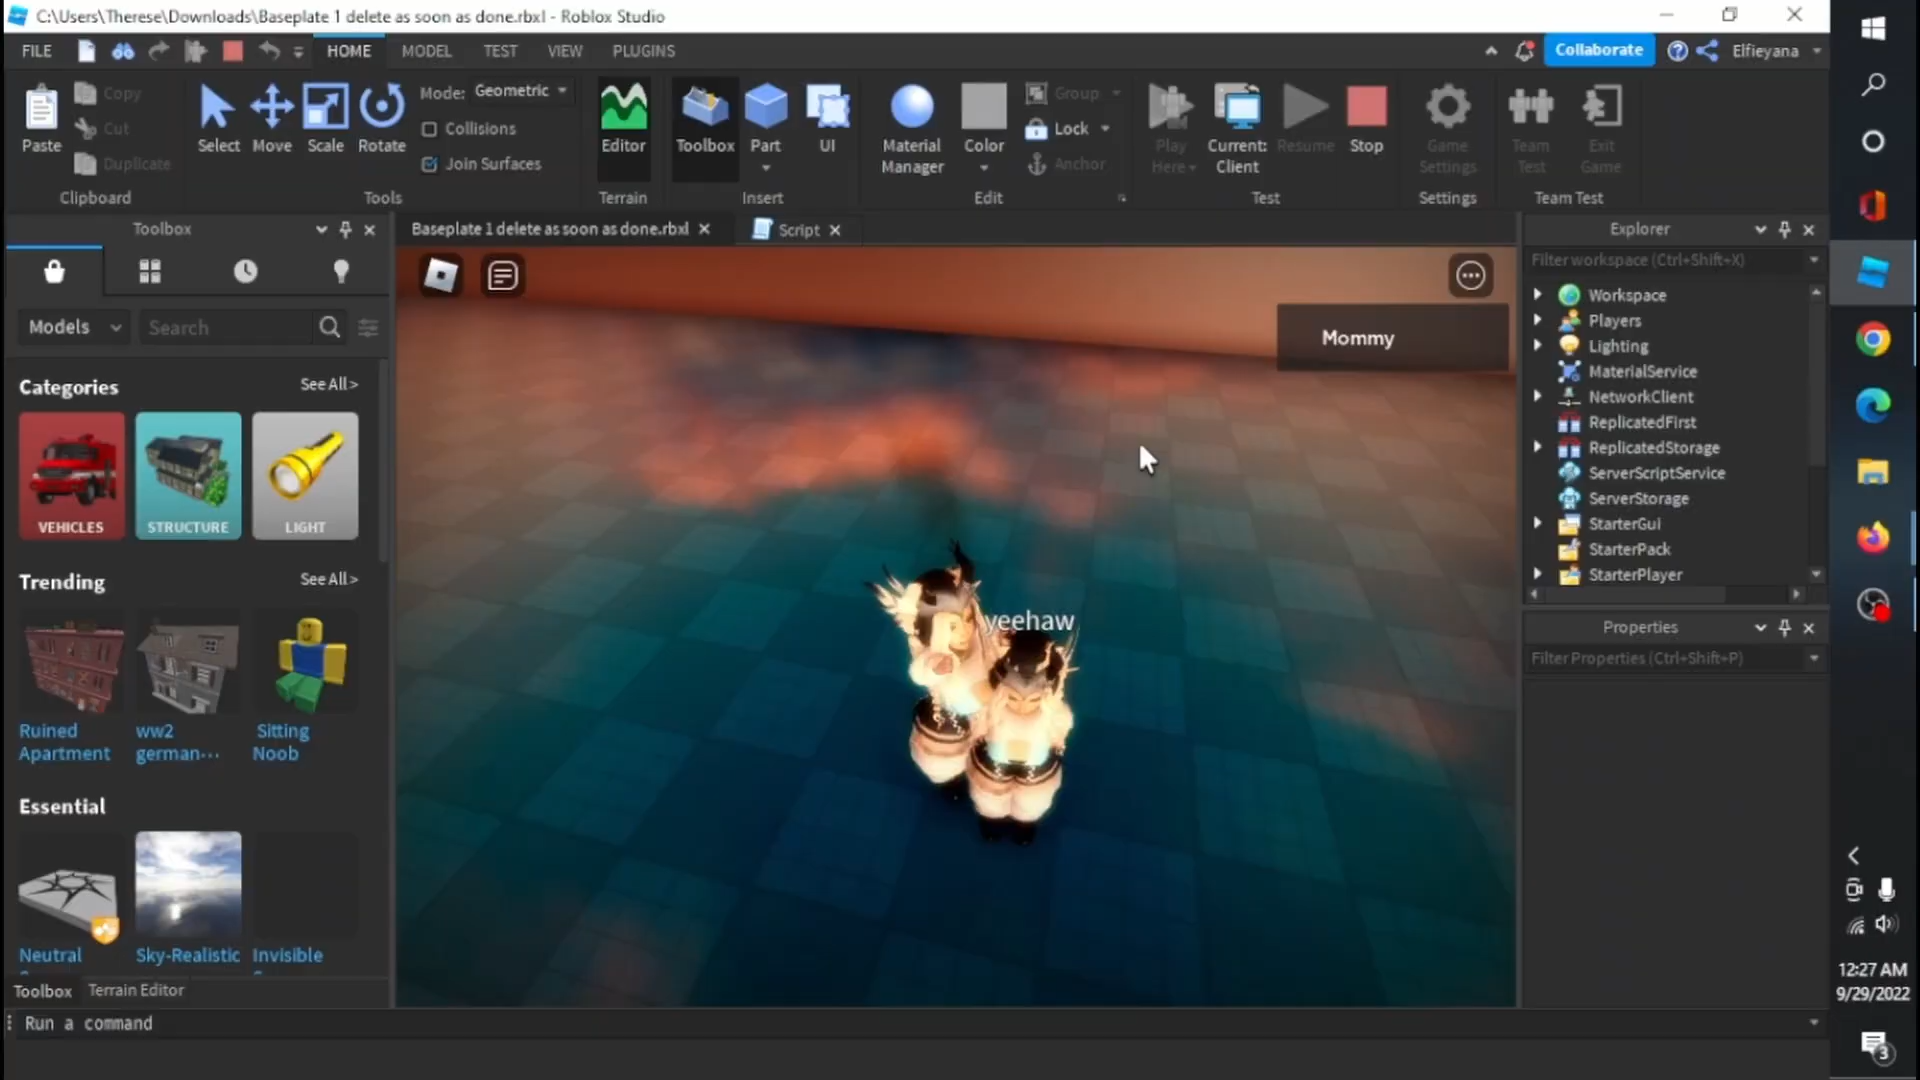 C:\Users\Therese\Downloads\Baseplate 1 delete as soon as done.rbxl - Roblox Studio
FILE HOME MODEL TEST VIEW PLUGINS Collaborate Elfieyana
Paste
Copy
Cut
Duplicate
Clipboard
Select Move Scale Rotate
Mode: Geometric
Collisions
Join Surfaces
Tools
Editor
Terrain
Toolbox Part UI
Insert
Material Manager
Color
Group
Lock
Anchor
Edit
Play Here
Current: Client
Resume
Stop
Test
Game Settings
Settings
Team Test
Exit Game
Team Test
Toolbox
Models
Search
Categories See All >
VEHICLES STRUCTURE LIGHT
Trending See All >
Ruined Apartment
ww2 german-···
Sitting Noob
Essential
Neutral
Sky-Realistic
Invisible
Toolbox Terrain Editor
Run a command
Baseplate 1 delete as soon as done.rbxl Script
Mommy
yeehaw
Explorer
Filter workspace (Ctrl+Shift+X)
Workspace
Players
Lighting
MaterialService
NetworkClient
ReplicatedFirst
ReplicatedStorage
ServerScriptService
ServerStorage
StarterGui
StarterPack
StarterPlayer
Properties
Filter Properties (Ctrl+Shift+P)
12:27 AM
9/29/2022
3